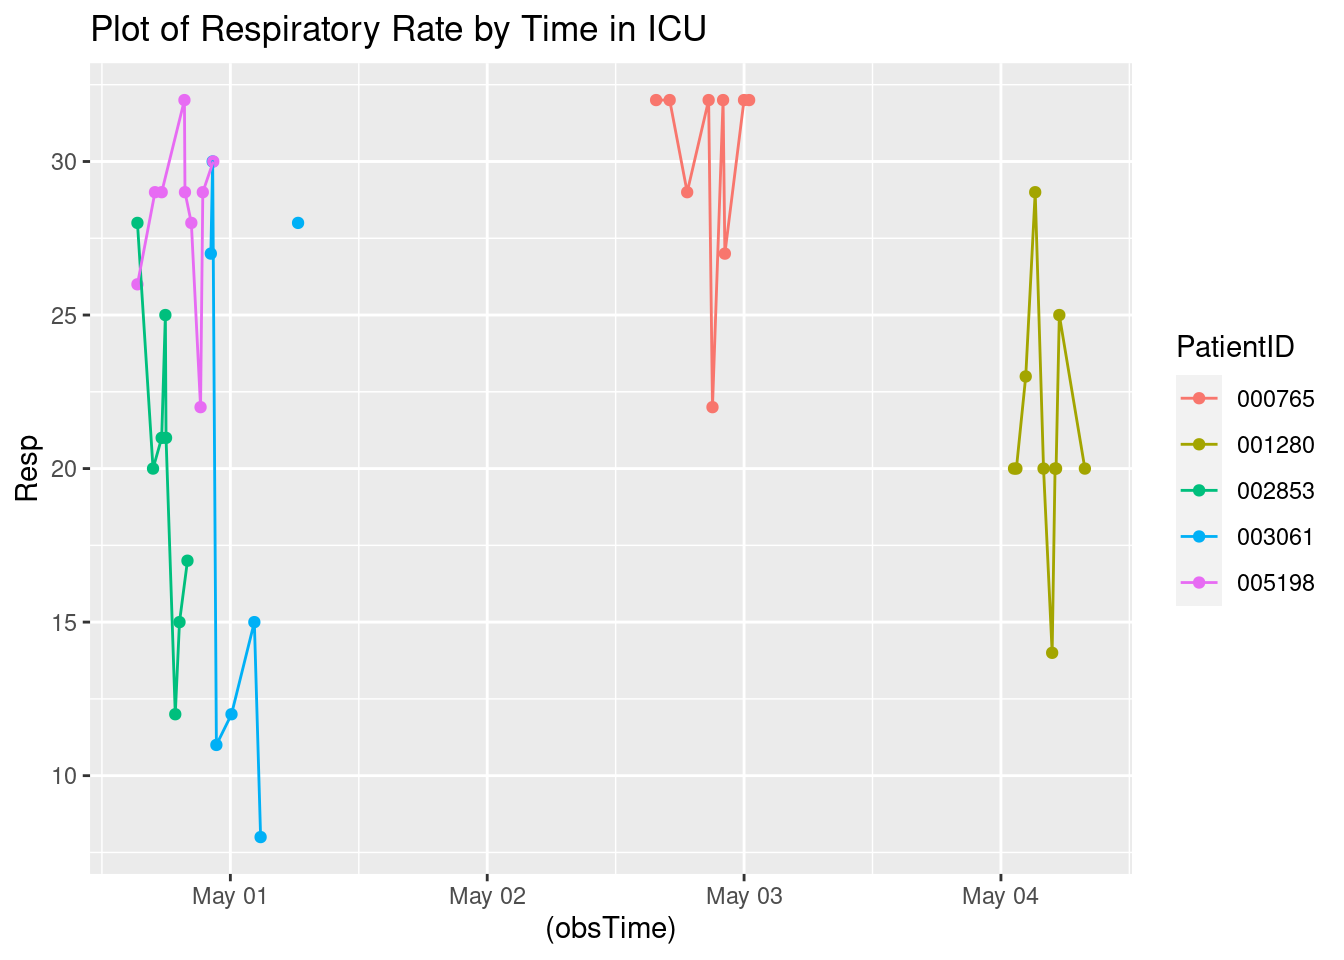 Plot of Respiratory Rate by Time in ICU
Resp
30
25
20
15
10
May 01
May 02
May 03
May 04
(obsTime)
PatientID
000765
001280
002853
003061
005198